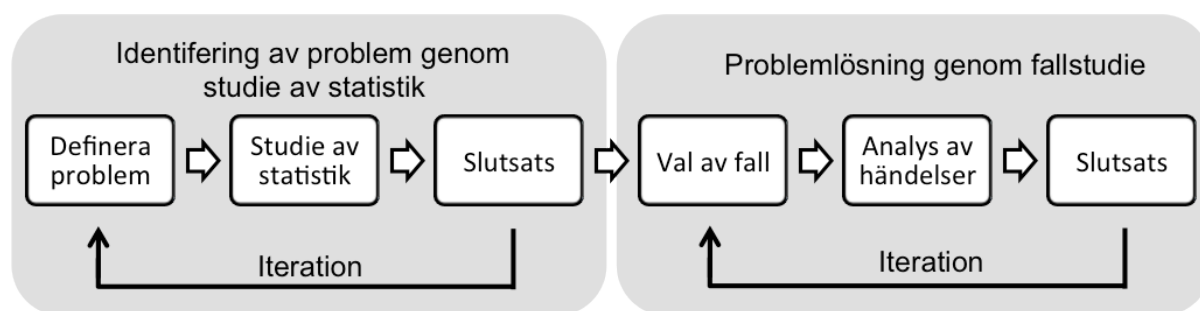 Identifering av problem genom
studie av statistik
Definera
problem
Studie av
statistik
Slutsats
Iteration
Problemlösning genom fallstudie
Val av fall
Analys av
händelser
Slutsats
Iteration